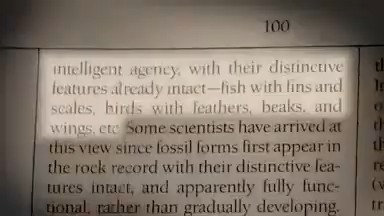 100
intelligent agency, with their distinctive
features already intact—fish with fins and
scales, birds with feathers, beaks, and
wings, etc. Some scientists have arrived at
this view since fossil forms first appear in
the rock record with their distinctive fea-
tures intact, and apparently fully func-
tional, rather than gradually developing.